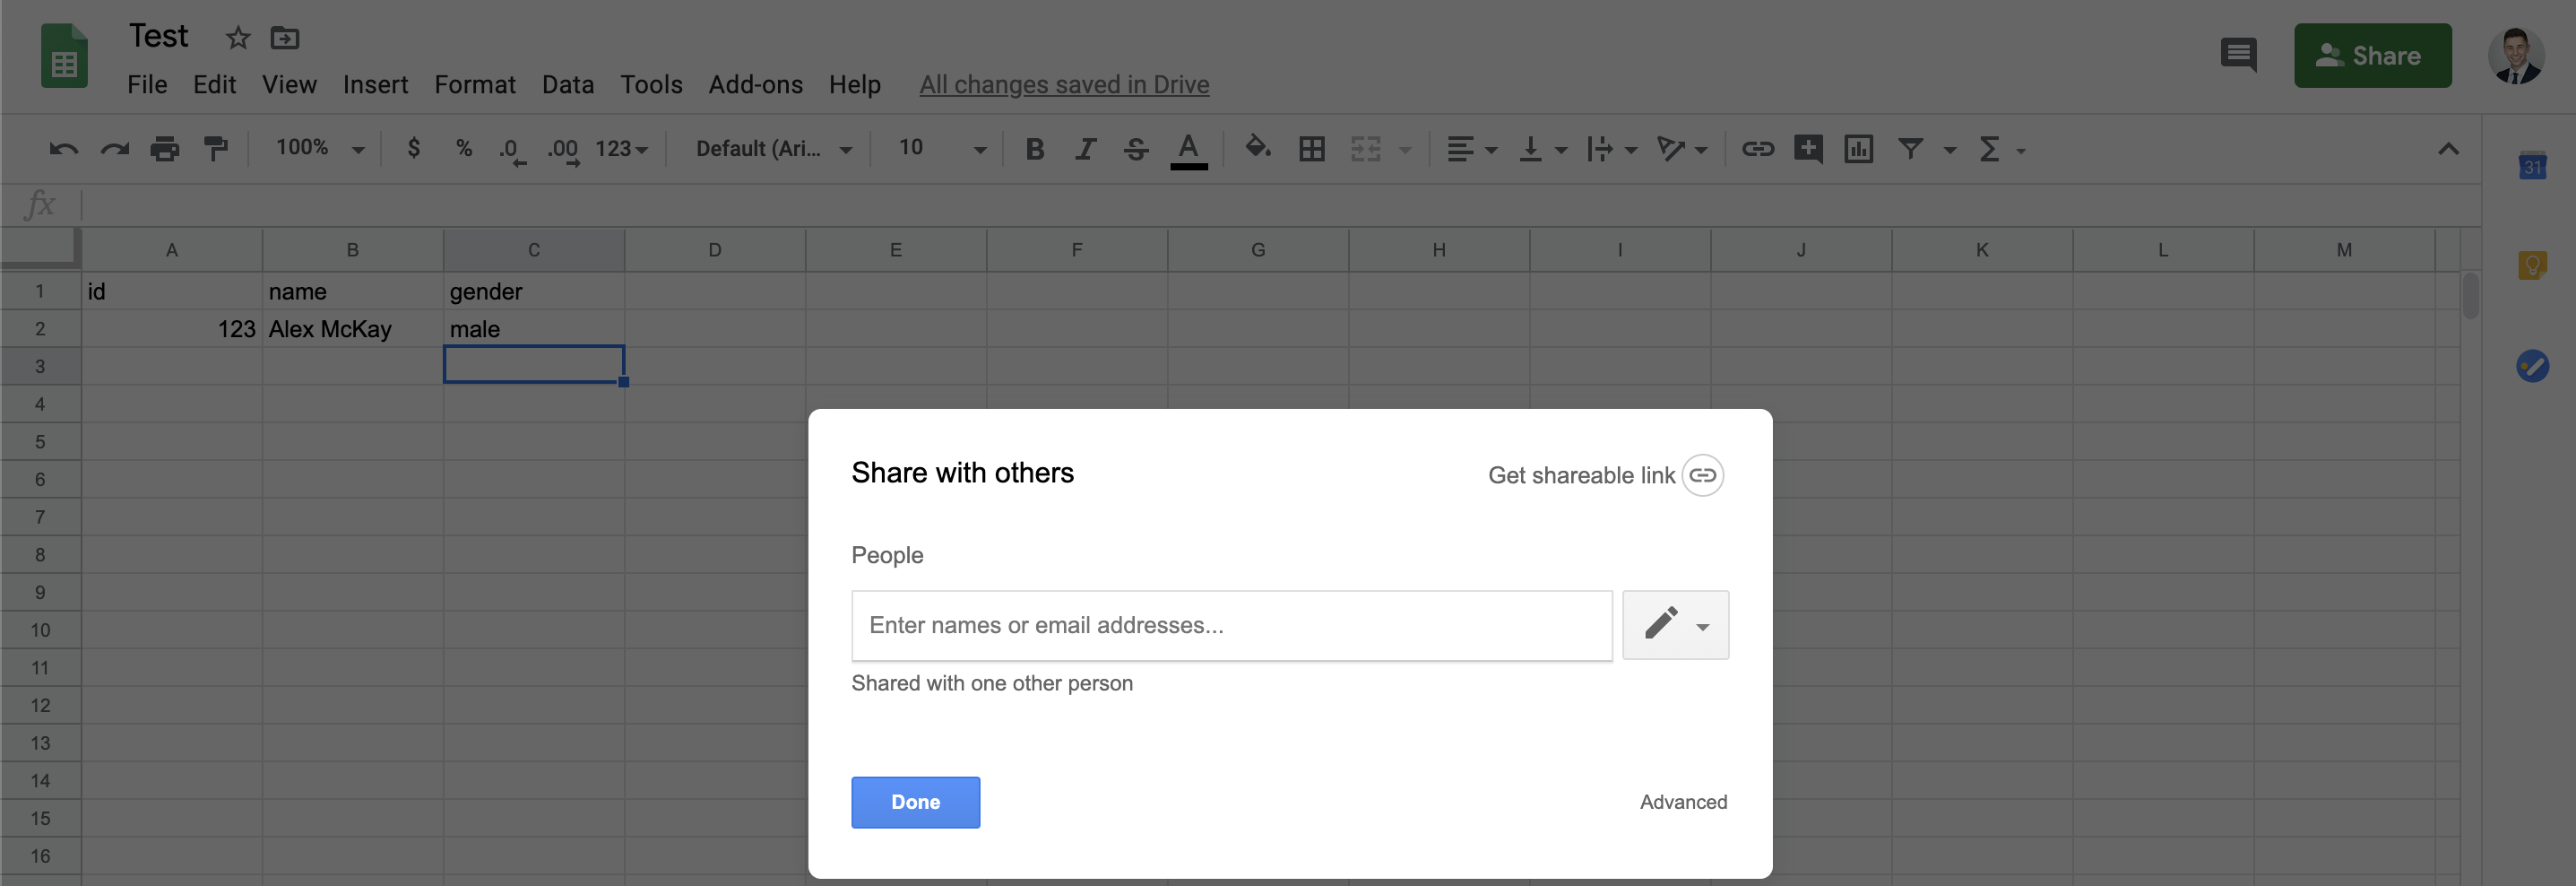 Test
File Edit View Insert Format Data Tools Add-ons Help All changes saved in Drive
Share
100% $ % .0 .00 123 Default (Ari... 10 B I S A Σ
31
fx
A B C D E F G H I J K L M
1 id name gender
2 123 Alex McKay male
3
4
5
6
7
8
9
10
11
12
13
14
15
16
Share with others Get shareable link
People
Enter names or email addresses...
Shared with one other person
Done Advanced